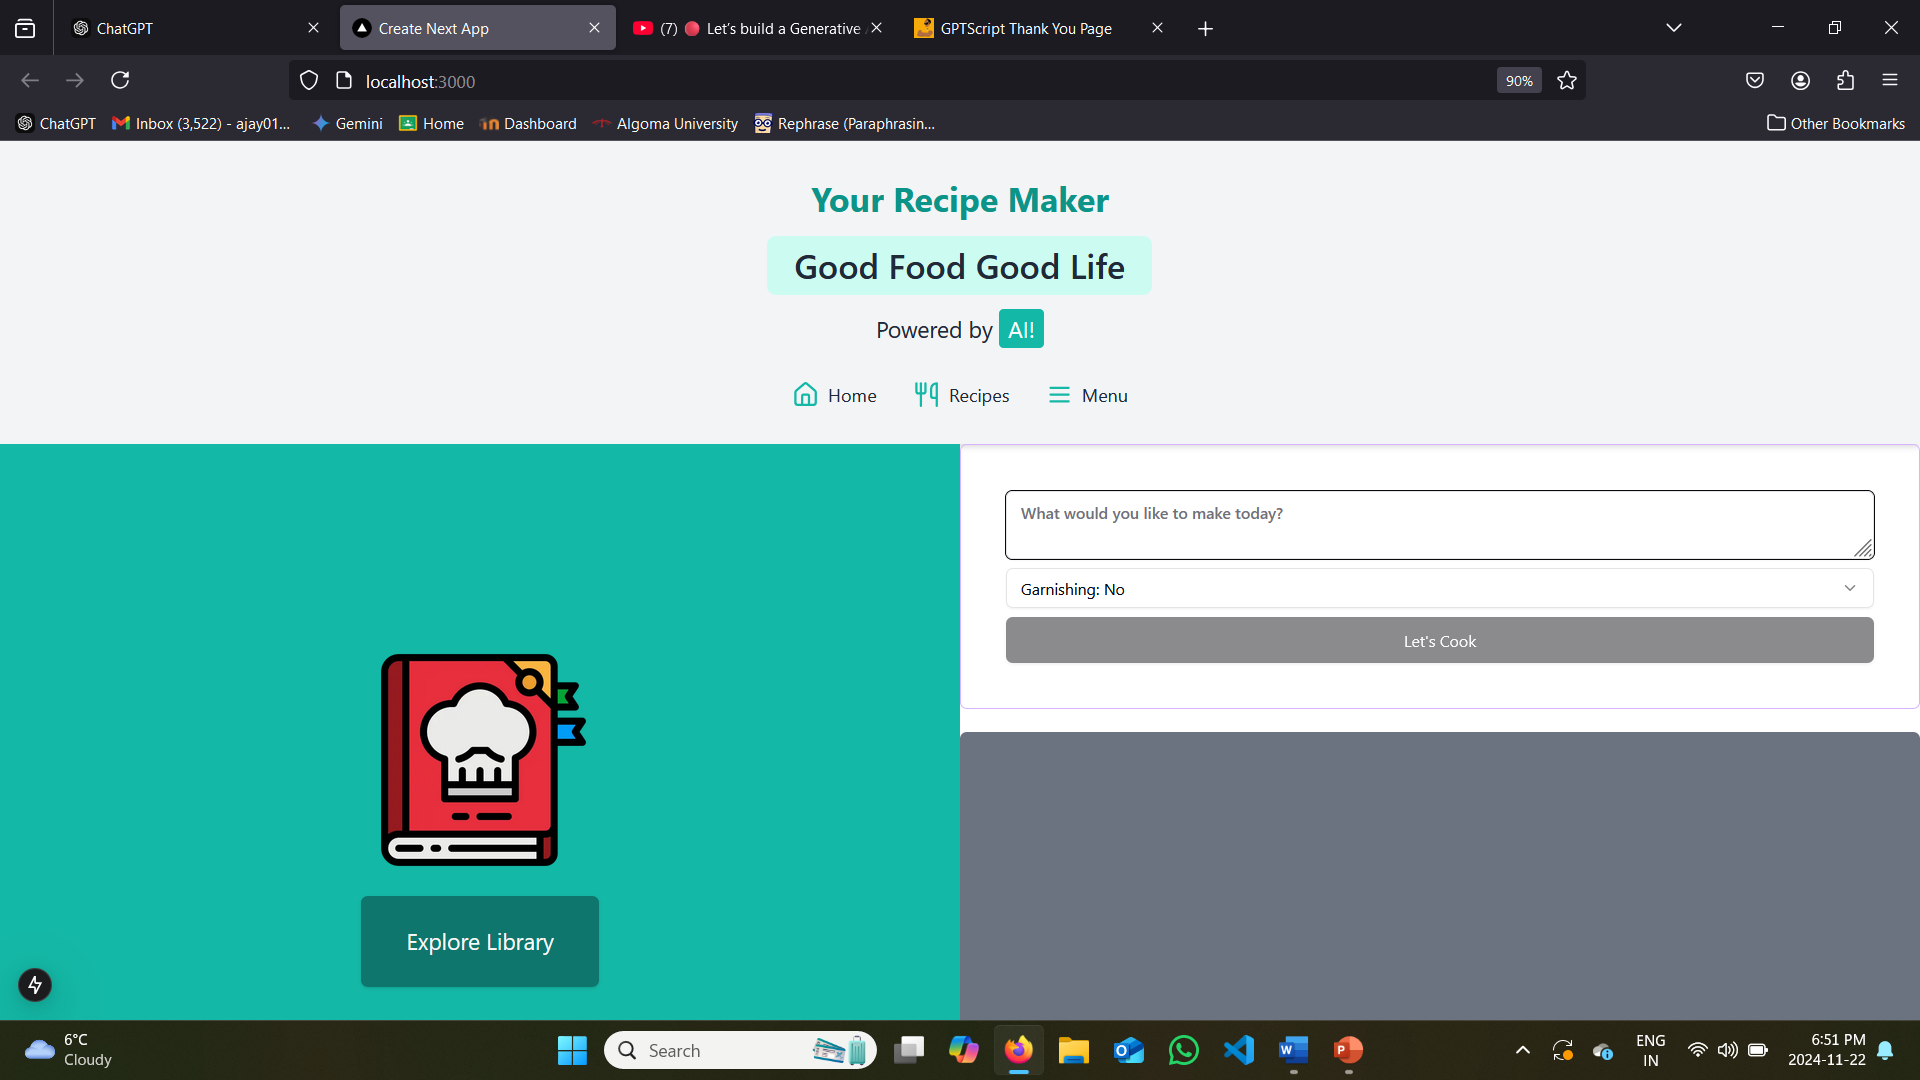 ChatGPT
Create Next App
(7) 🔴 Let's build a Generative
GPTScript Thank You Page
localhost:3000
90%
ChatGPT
Inbox (3,522) - ajay01...
Gemini
Home
Dashboard
Algoma University
Rephrase (Paraphrasin...
Other Bookmarks
Your Recipe Maker
Good Food Good Life
Powered by AI!
Home
Recipes
Menu
What would you like to make today?
Garnishing: No
Let's Cook
Explore Library
6°C
Cloudy
Search
ENG
IN
6:51 PM
2024-11-22